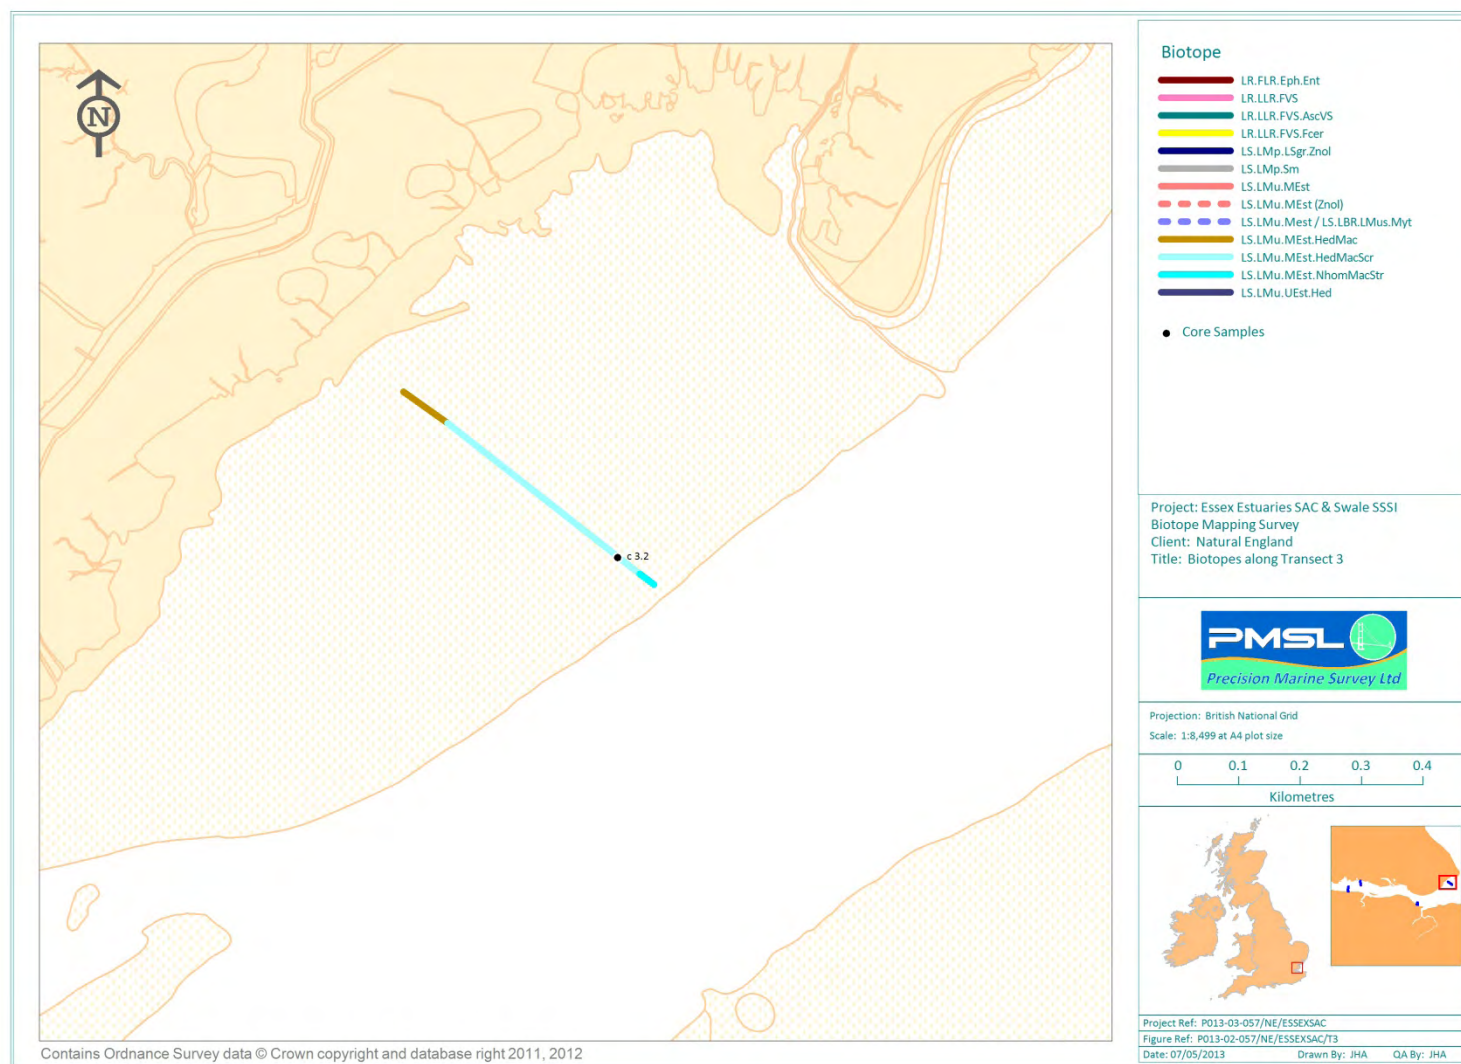 N
c 3.2
Contains Ordnance Survey data © Crown copyright and database right 2011, 2012
Biotope
LR.FLR.Eph.Ent
LR.LLR.FVS
LR.LLR.FVS.AscVS
LR.LLR.FVS.Fcer
LS.LMp.LSgr.Znol
LS.LMp.Sm
LS.LMu.MEst
LS.LMu.MEst (Znol)
LS.LMu.Mest / LS.LBR.LMus.Myt
LS.LMu.MEst.HedMac
LS.LMu.MEst.HedMacScr
LS.LMu.MEst.NhomMacStr
LS.LMu.UEst.Hed
Core Samples
Project: Essex Estuaries SAC & Swale SSSI
Biotope Mapping Survey
Client: Natural England
Title: Biotopes along Transect 3
PMSL
Precision Marine Survey Ltd
Projection: British National Grid
Scale: 1:8,499 at A4 plot size
0 0.1 0.2 0.3 0.4
Kilometres
Project Ref: P013-03-057/NE/ESSEXSAC
Figure Ref: P013-02-057/NE/ESSEXSAC/T3
Date: 07/05/2013 Drawn By: JHA QA By: JHA